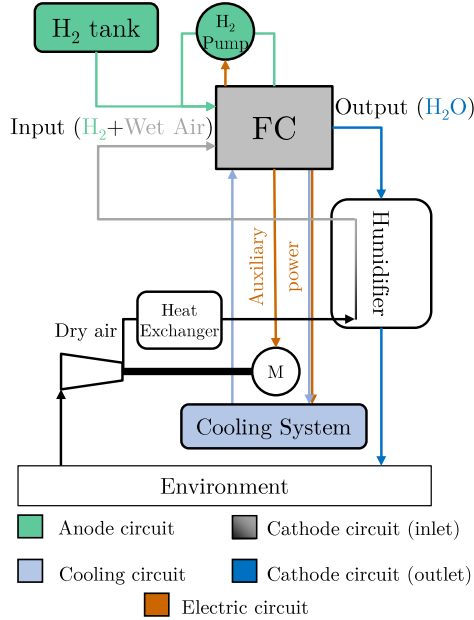 H₂ tank
H₂
Pump
Input (H₂+Wet Air)
FC
Output (H₂O)
Humidifier
Auxiliary
power
Heat
Exchanger
Dry air
M
Cooling System
Environment
Anode circuit
Cathode circuit (inlet)
Cooling circuit
Cathode circuit (outlet)
Electric circuit